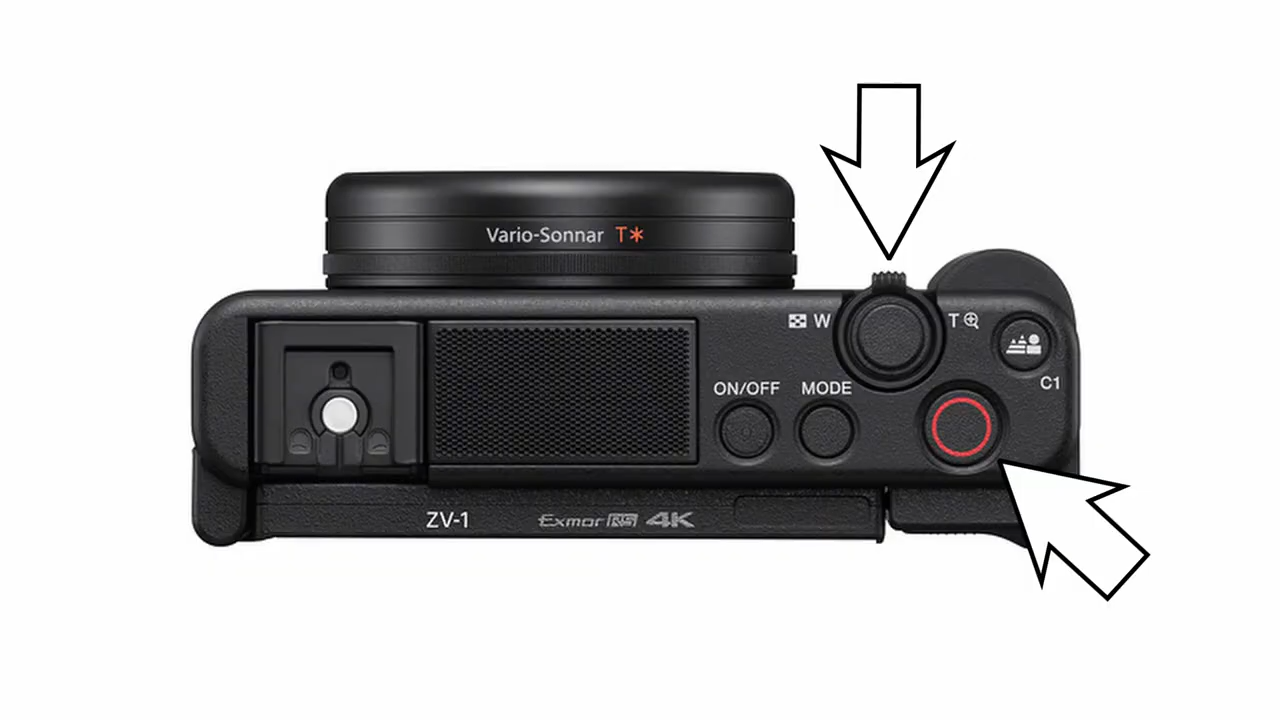 Vario-Sonnar T*
W
T
ON/OFF MODE
C1
ZV-1 Exmor RS 4K